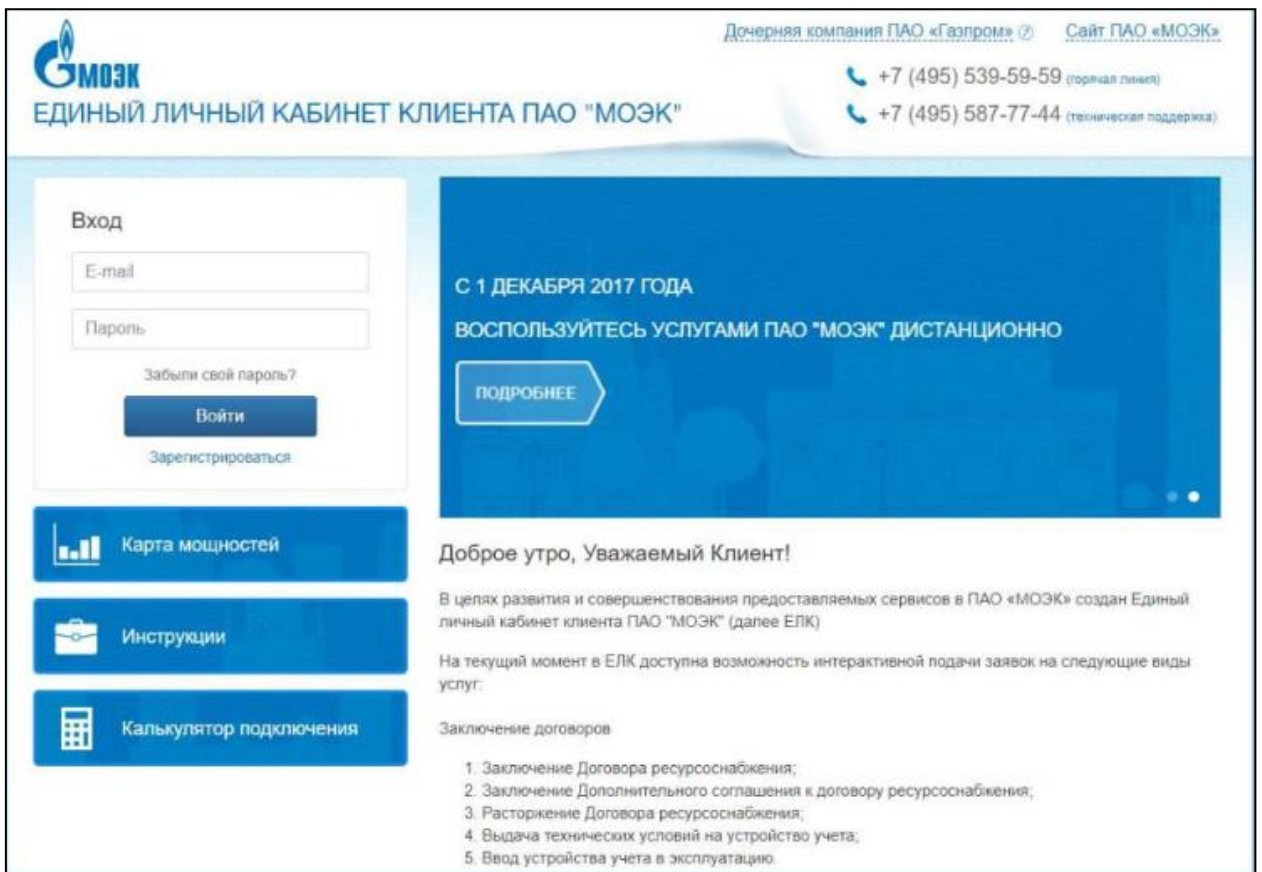 Дочерняя компания ПАО «Газпром» Сайт ПАО «МОЭК»
МОЭК
+7 (495) 539-59-59 (горячая линия)
ЕДИНЫЙ ЛИЧНЫЙ КАБИНЕТ КЛИЕНТА ПАО "МОЭК"
+7 (495) 587-77-44 (техническая поддержка)
Вход
E-mail
Пароль
Забыли свой пароль?
Войти
Зарегистрироваться
Карта мощностей
Инструкции
Калькулятор подключения
С 1 ДЕКАБРЯ 2017 ГОДА
ВОСПОЛЬЗУЙТЕСЬ УСЛУГАМИ ПАО "МОЭК" ДИСТАНЦИОННО
ПОДРОБНЕЕ
Доброе утро, Уважаемый Клиент!
В целях развития и совершенствования предоставляемых сервисов в ПАО «МОЭК» создан Единый
личный кабинет клиента ПАО "МОЭК" (далее ЕЛК)
На текущий момент в ЕЛК доступна возможность интерактивной подачи заявок на следующие виды
услуг:
Заключение договоров
1. Заключение Договора ресурсоснабжения;
2. Заключение Дополнительного соглашения к договору ресурсоснабжения;
3. Расторжение Договора ресурсоснабжения;
4. Выдача технических условий на устройство учета;
5. Ввод устройства учета в эксплуатацию.